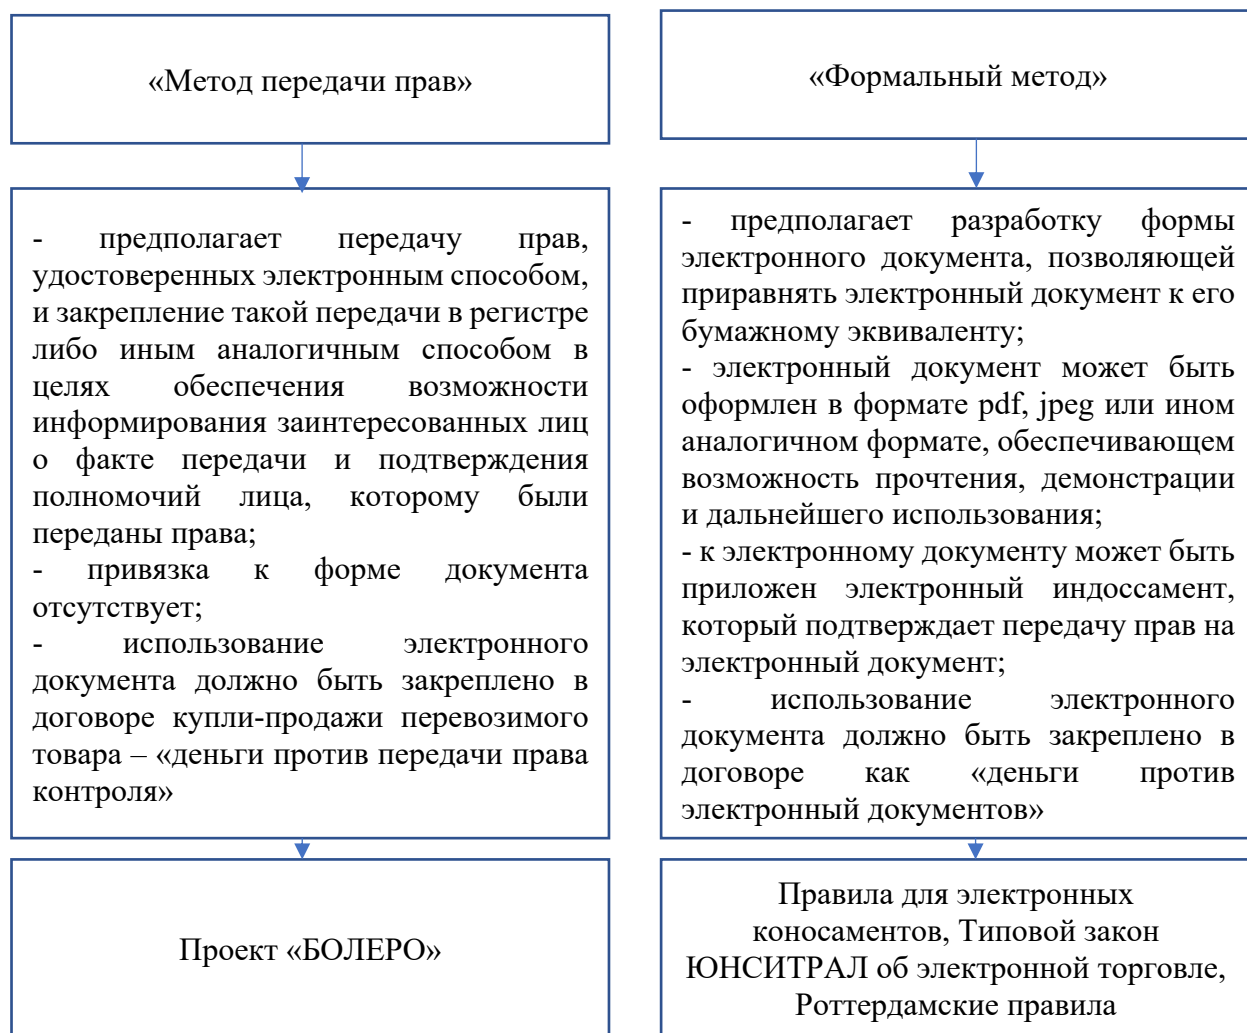 «Метод передачи прав»
- предполагает передачу прав,
удостоверенных электронным способом,
и закрепление такой передачи в регистре
либо иным аналогичным способом в
целях обеспечения возможности
информирования заинтересованных лиц
о факте передачи и подтверждения
полномочий лица, которому были
переданы права;
- привязка к форме документа
отсутствует;
- использование электронного
документа должно быть закреплено в
договоре купли-продажи перевозимого
товара – «деньги против передачи права
контроля»
Проект «БОЛЕРО»
«Формальный метод»
- предполагает разработку формы
электронного документа, позволяющей
приравнять электронный документ к его
бумажному эквиваленту;
- электронный документ может быть
оформлен в формате pdf, jpeg или ином
аналогичном формате, обеспечивающем
возможность прочтения, демонстрации
и дальнейшего использования;
- к электронному документу может быть
приложен электронный индоссамент,
который подтверждает передачу прав на
электронный документ;
- использование электронного
документа должно быть закреплено в
договоре как «деньги против
электронный документов»
Правила для электронных
коносаментов, Типовой закон
ЮНСИТРАЛ об электронной торговле,
Роттердамские правила